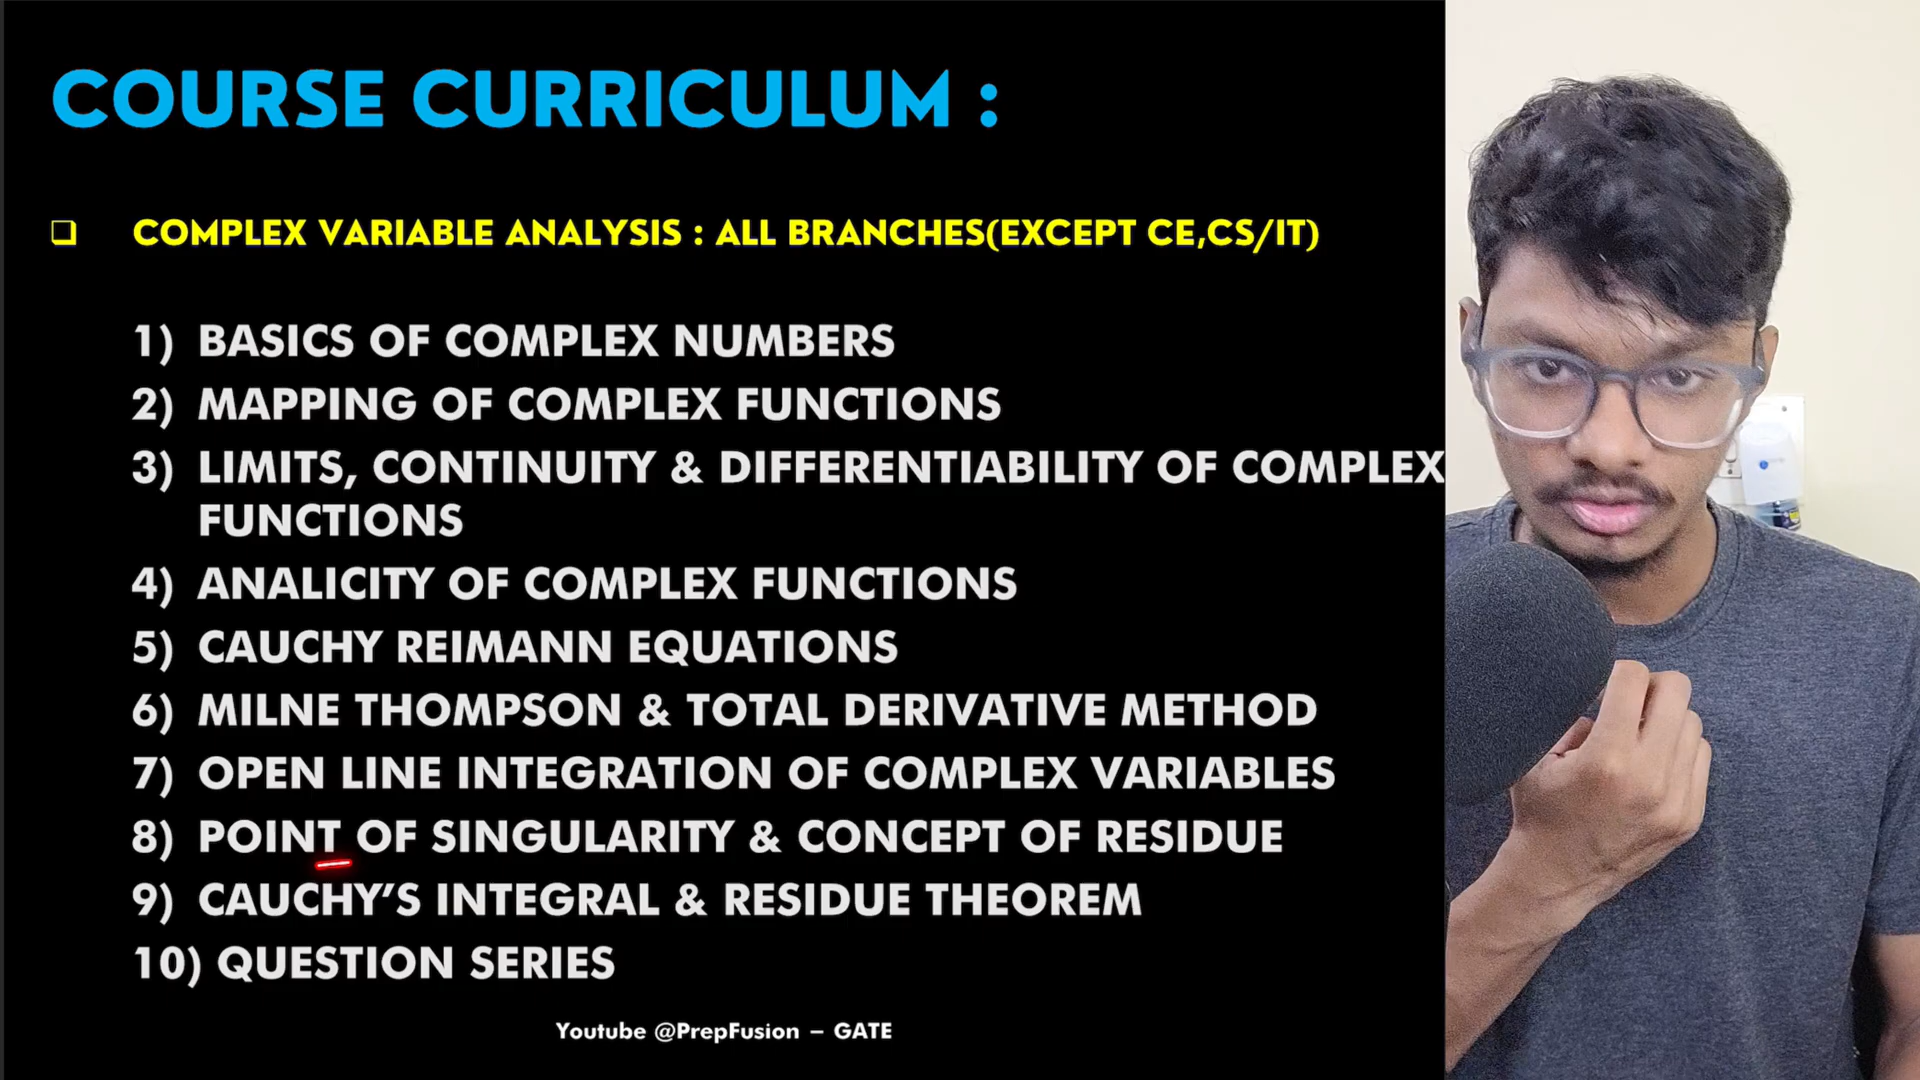 COURSE CURRICULUM :
❑ COMPLEX VARIABLE ANALYSIS : ALL BRANCHES(EXCEPT CE,CS/IT)
1) BASICS OF COMPLEX NUMBERS
2) MAPPING OF COMPLEX FUNCTIONS
3) LIMITS, CONTINUITY & DIFFERENTIABILITY OF COMPLEX
FUNCTIONS
4) ANALICITY OF COMPLEX FUNCTIONS
5) CAUCHY REIMANN EQUATIONS
6) MILNE THOMPSON & TOTAL DERIVATIVE METHOD
7) OPEN LINE INTEGRATION OF COMPLEX VARIABLES
8) POINT OF SINGULARITY & CONCEPT OF RESIDUE
9) CAUCHY’S INTEGRAL & RESIDUE THEOREM
10) QUESTION SERIES
Youtube @PrepFusion – GATE